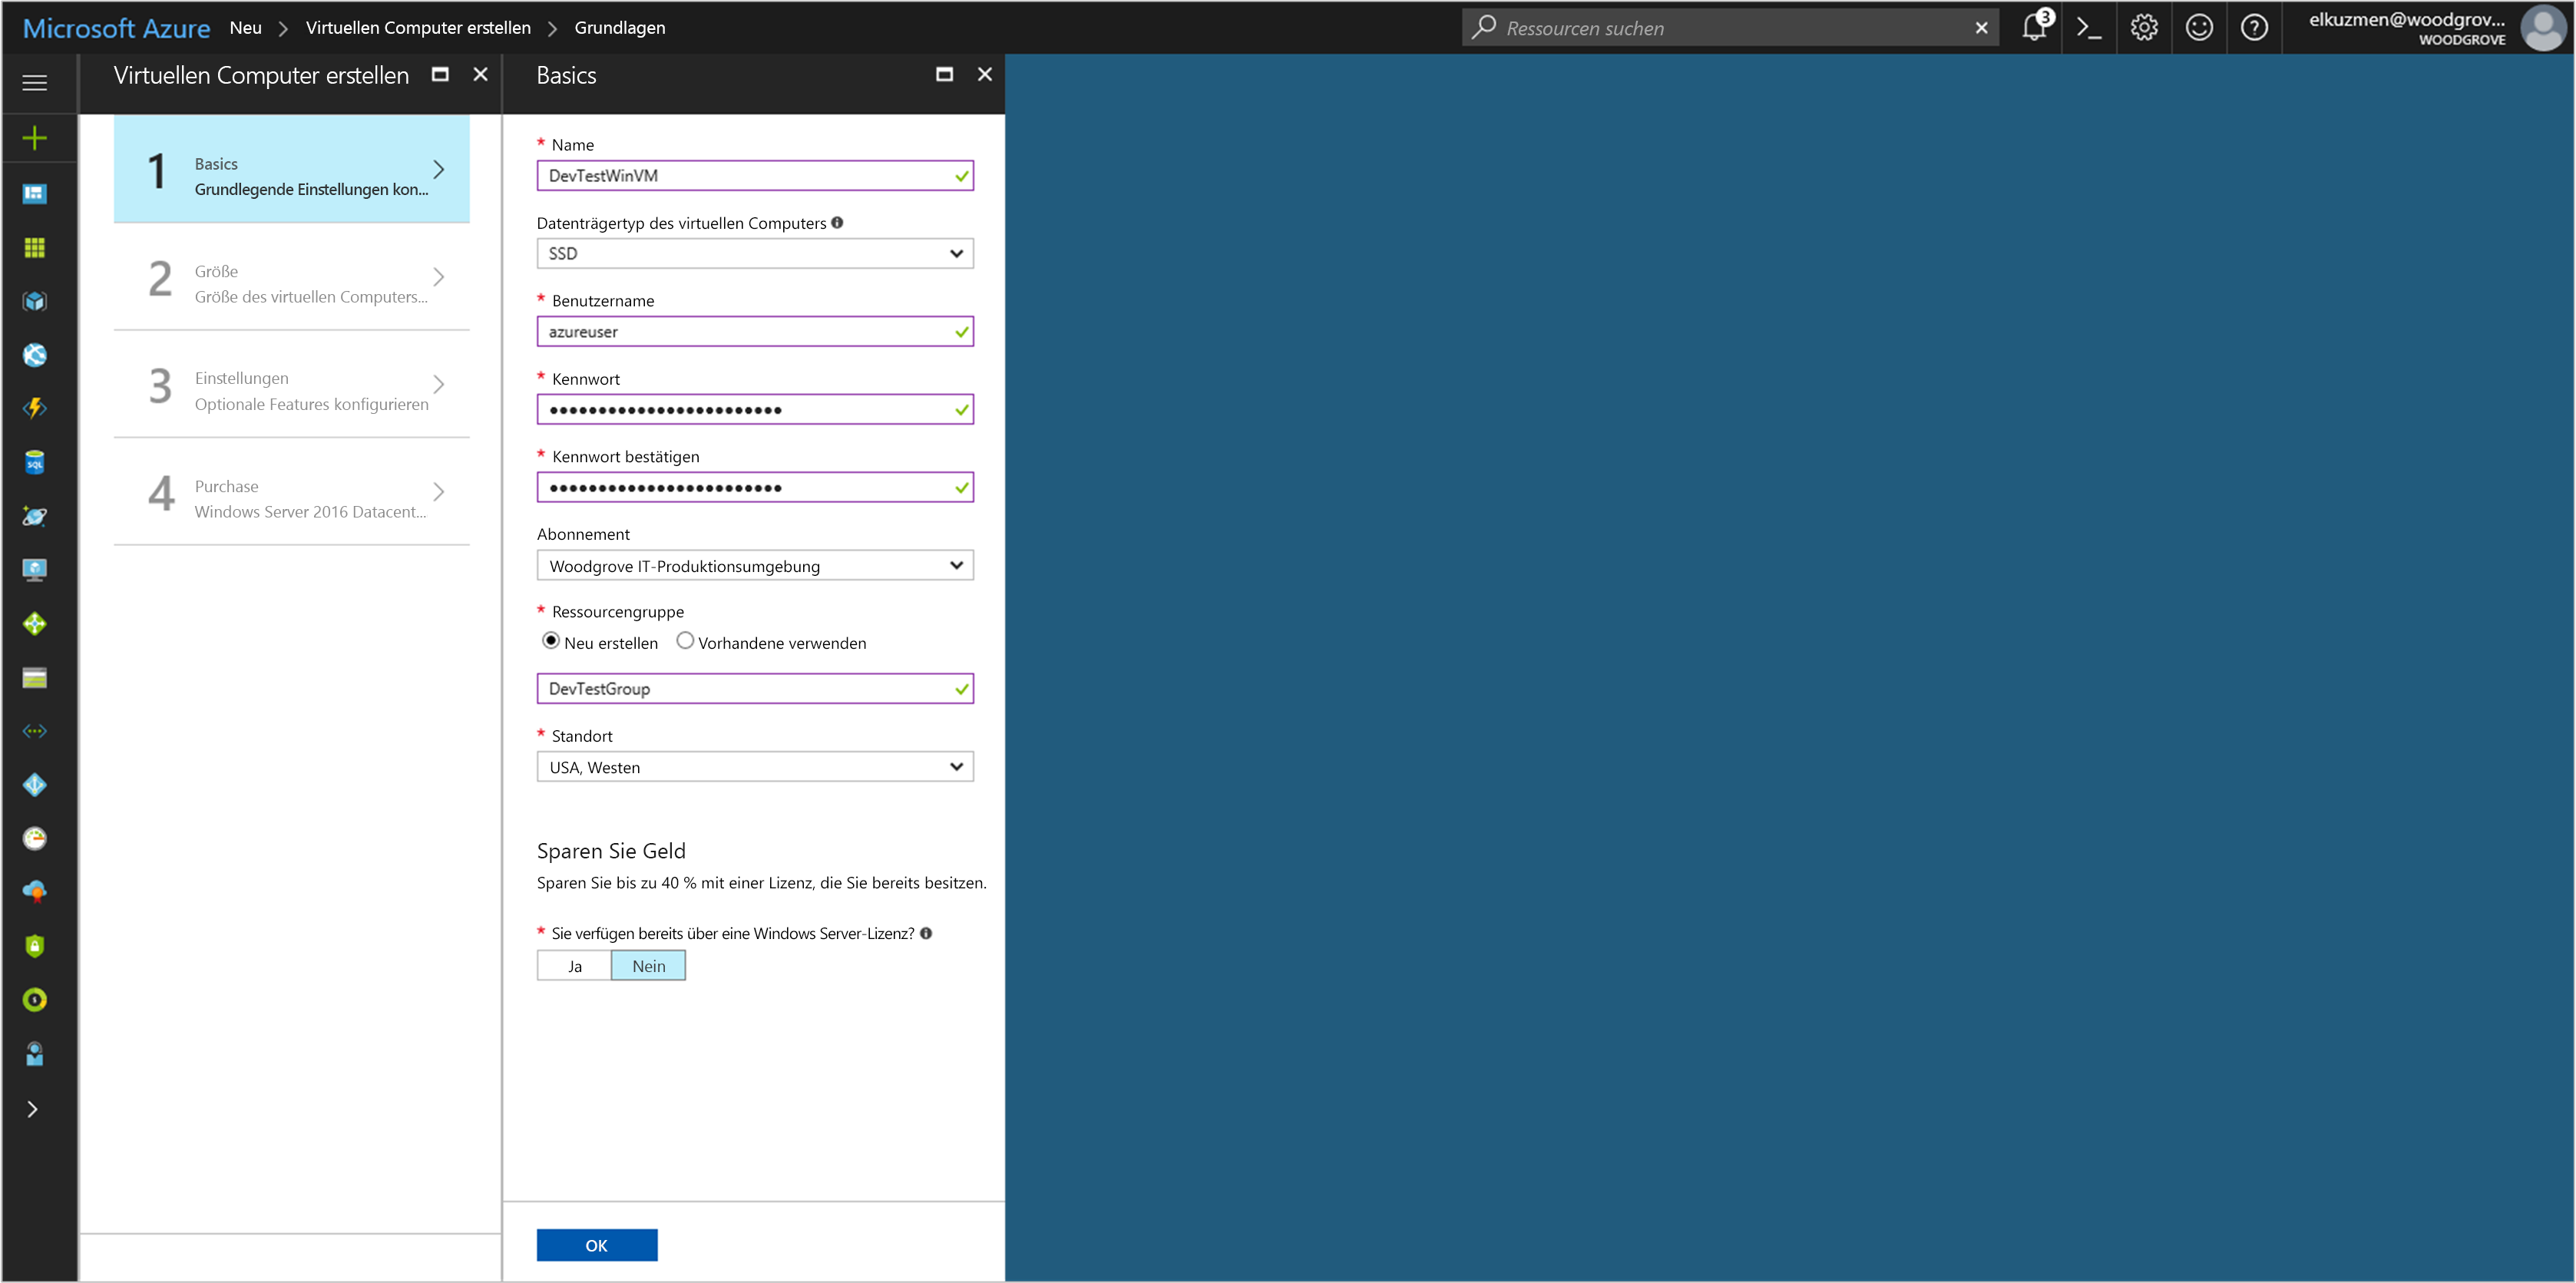 Microsoft Azure Neu > Virtuellen Computer erstellen > Grundlagen
Ressourcen suchen
3
elkuzmen@woodgrov...
WOODGROVE
Virtuellen Computer erstellen
1
Basics
Grundlegende Einstellungen kon...
2
Größe
Größe des virtuellen Computers...
3
Einstellungen
Optionale Features konfigurieren
4
Purchase
Windows Server 2016 Datacent...
Basics
* Name
DevTestWinVM
Datenträgertyp des virtuellen Computers
SSD
* Benutzername
azureuser
* Kennwort
••••••••••••••••••••••••
* Kennwort bestätigen
••••••••••••••••••••••••
Abonnement
Woodgrove IT-Produktionsumgebung
* Ressourcengruppe
Neu erstellen Vorhandene verwenden
DevTestGroup
* Standort
USA, Westen
Sparen Sie Geld
Sparen Sie bis zu 40 % mit einer Lizenz, die Sie bereits besitzen.
* Sie verfügen bereits über eine Windows Server-Lizenz?
Ja Nein
OK
SQL